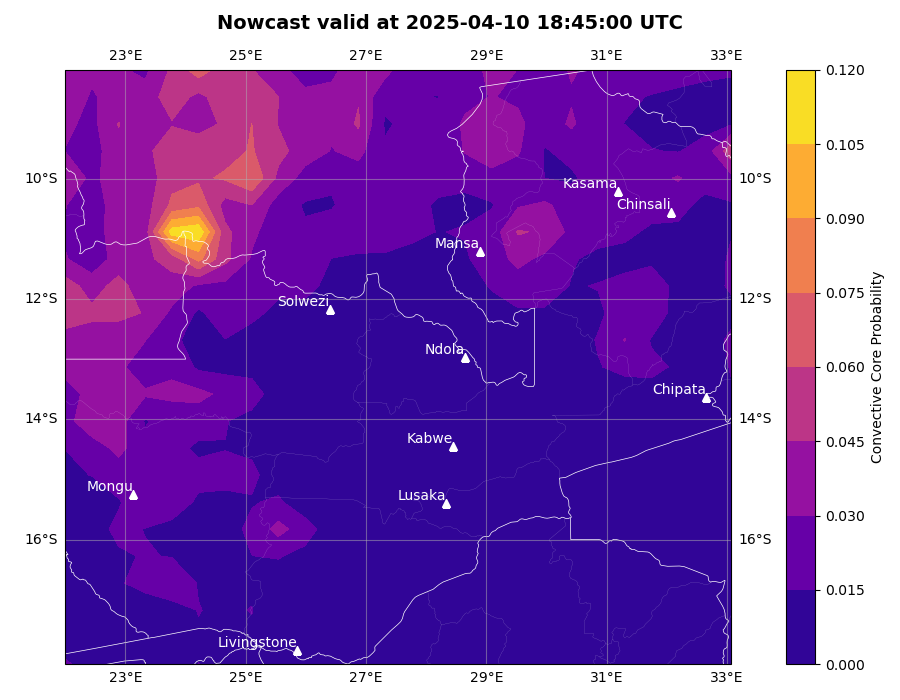 Nowcast valid at 2025-04-10 18:45:00 UTC
23°E 25°E 27°E 29°E 31°E 33°E
0.120
0.105
10°S 10°S
Kasama
Chinsali
0.090
Mansa
12°S 12°S
Solwezi
0.075
Ndola
0.060
Chipata
14°S 14°S
0.045
Kabwe
Mongu
Lusaka
0.030
16°S 16°S
0.015
Livingstone
0.000
23°E 25°E 27°E 29°E 31°E 33°E
Convective Core Probability